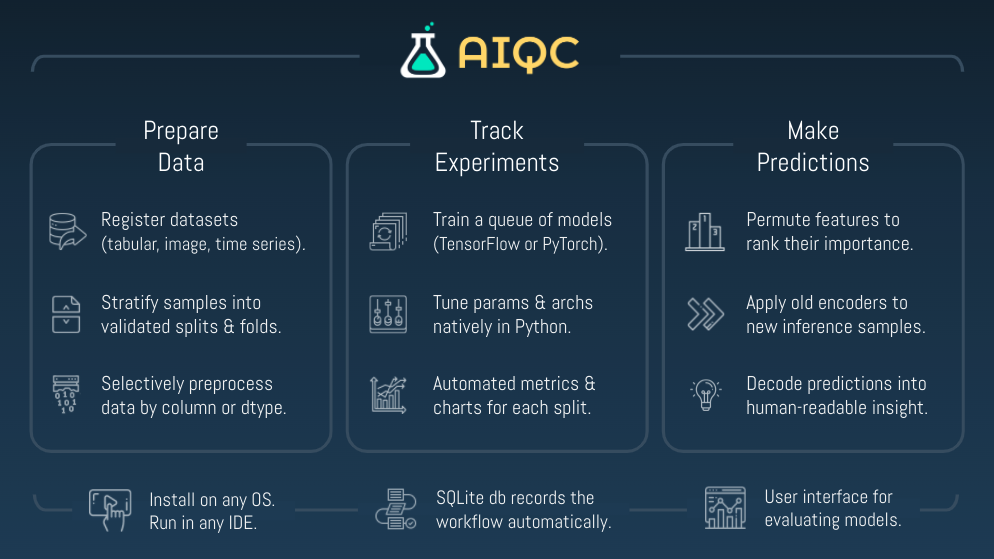 AIQC
Prepare
Data
Register datasets
(tabular, image, time series).
Stratify samples into
validated splits & folds.
Selectively preprocess
data by column or dtype.
Track
Experiments
Train a queue of models
(TensorFlow or PyTorch).
Tune params & archs
natively in Python.
Automated metrics &
charts for each split.
Make
Predictions
2 1 3
Permute features to
rank their importance.
Apply old encoders to
new inference samples.
Decode predictions into
human-readable insight.
Install on any OS.
Run in any IDE.
SQLite db records the
workflow automatically.
User interface for
evaluating models.